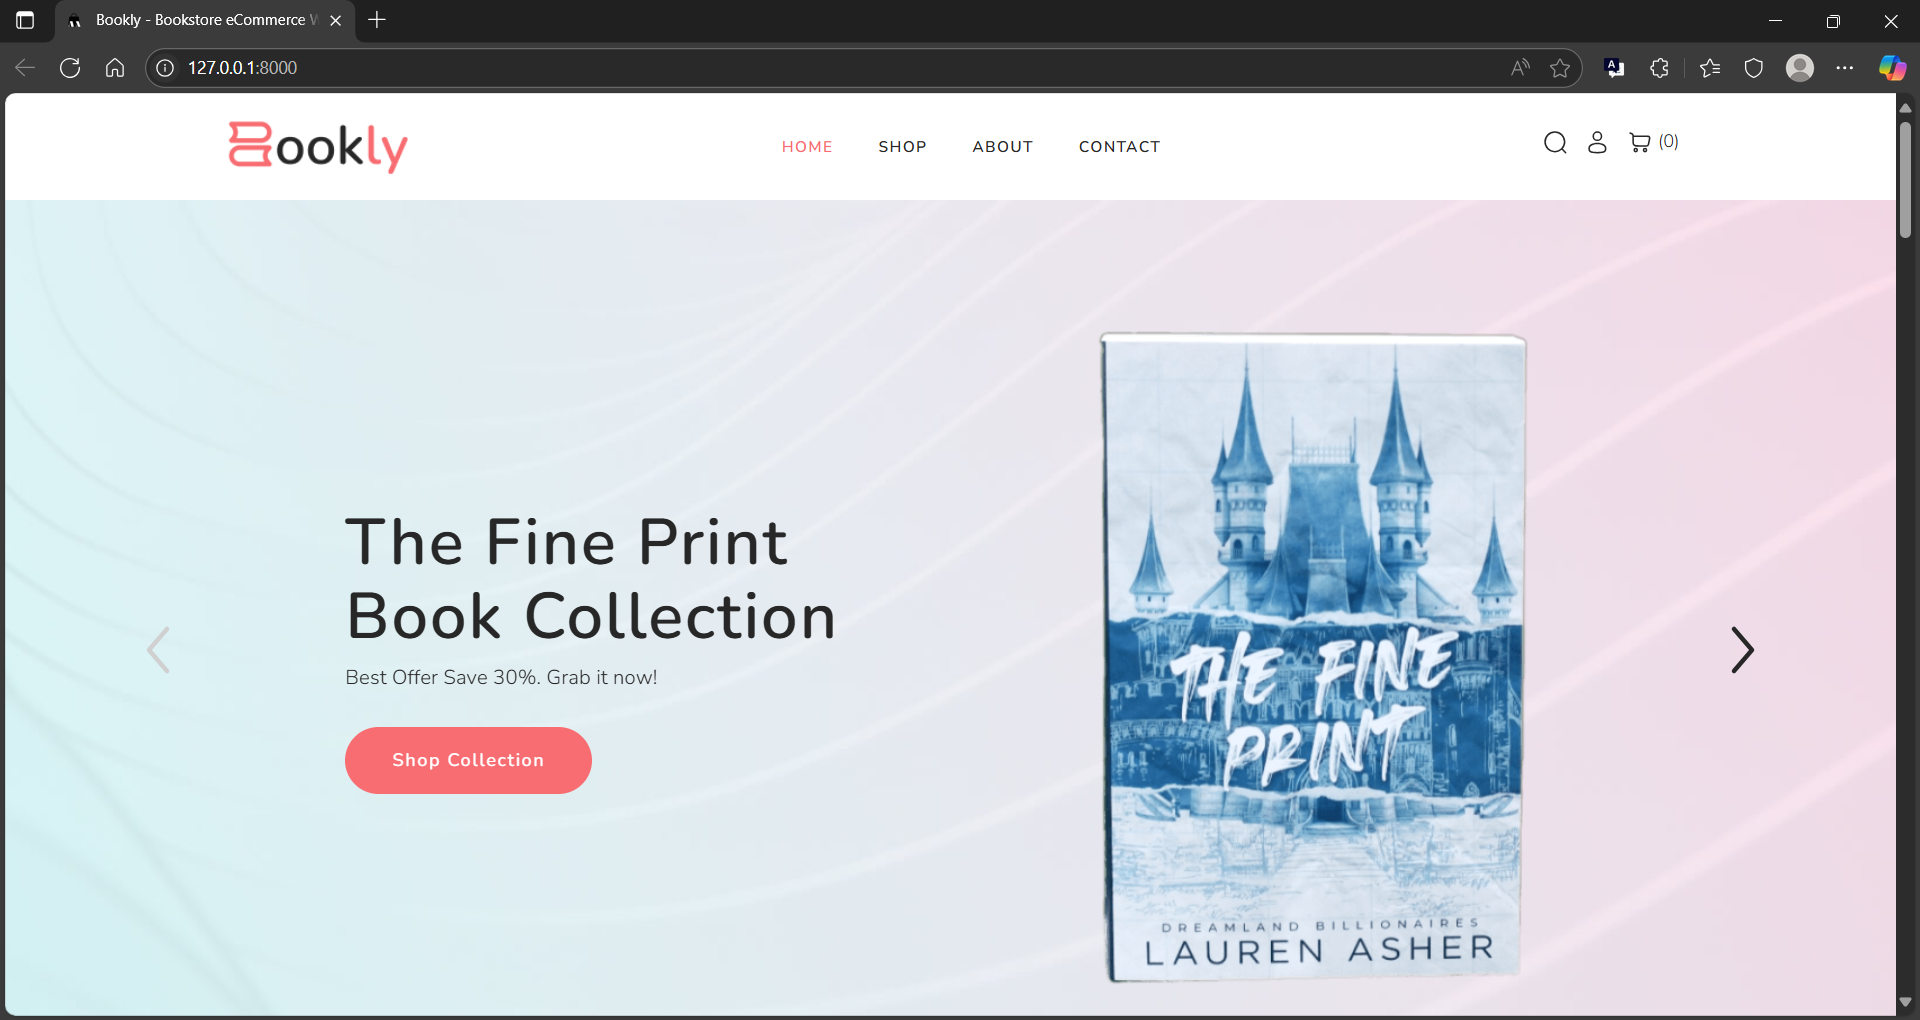 Bookly - Bookstore eCommerce W
127.0.0.1:8000
Bookly
HOME
SHOP
ABOUT
CONTACT
(0)
The Fine Print
Book Collection
Best Offer Save 30%. Grab it now!
Shop Collection
THE FINE
PRINT
DREAMLAND BILLIONAIRES
LAUREN ASHER